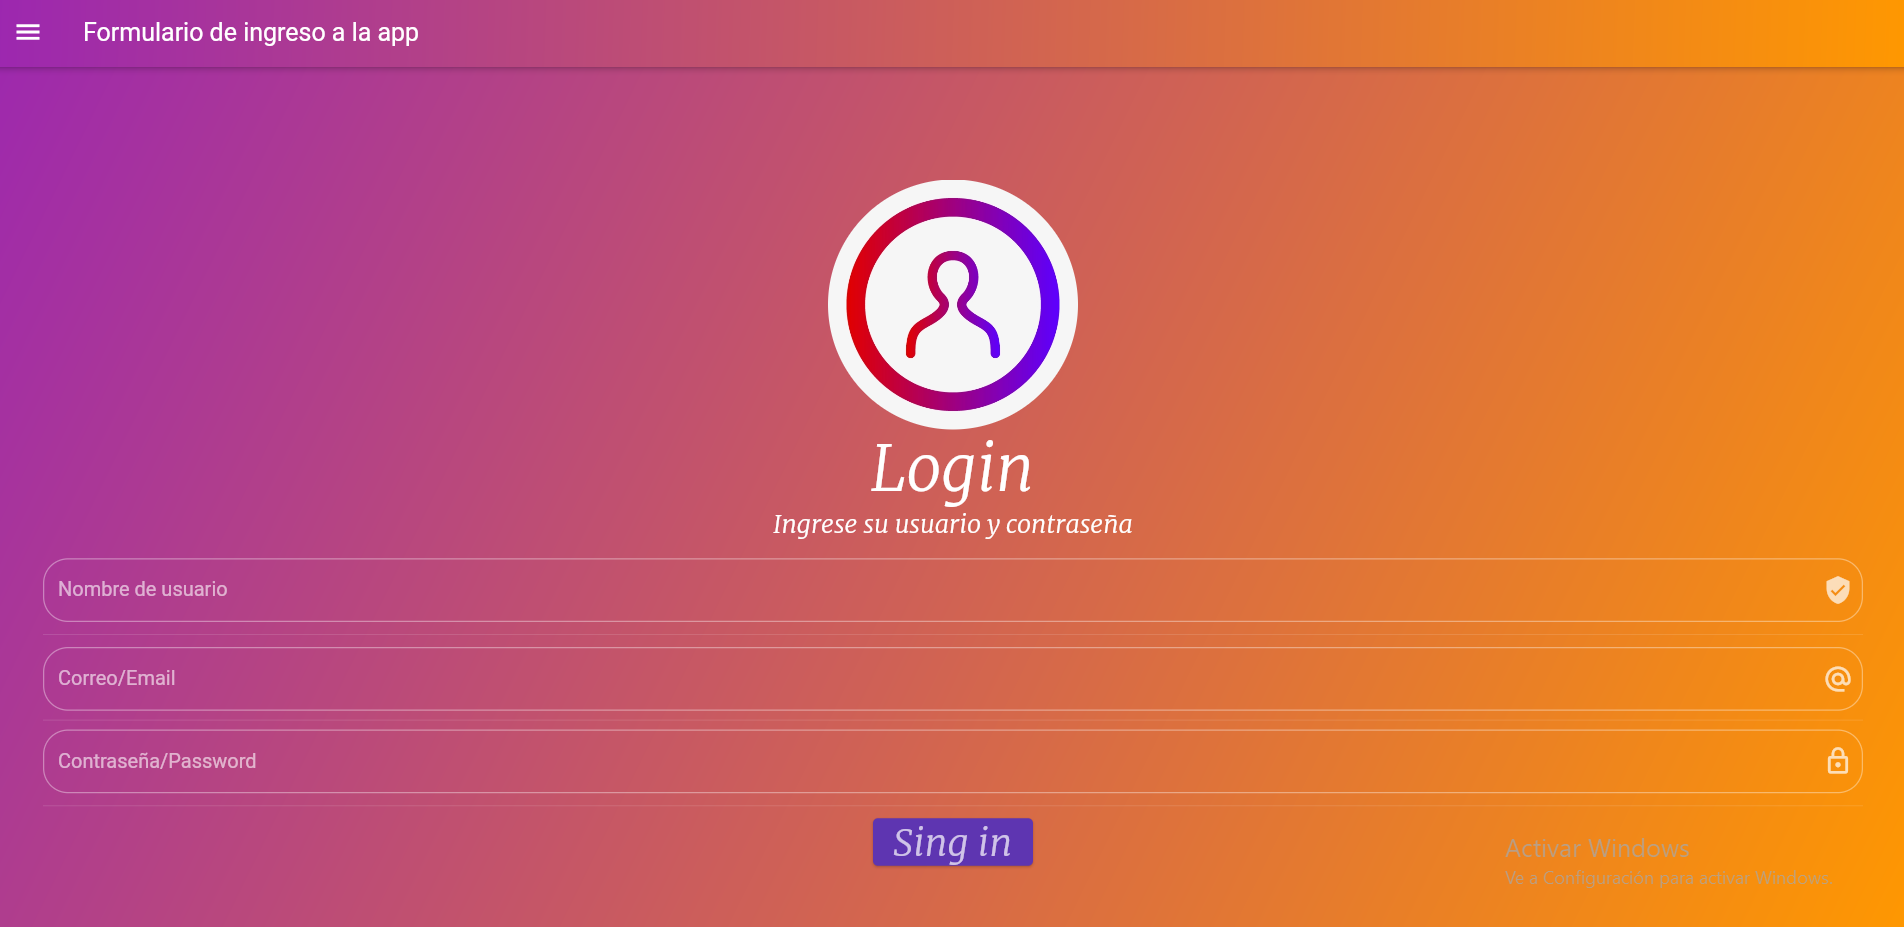 Formulario de ingreso a la app
Login
Ingrese su usuario y contraseña
Nombre de usuario
Correo/Email
Contraseña/Password
Sing in
Activar Windows
Ve a Configuración para activar Windows.